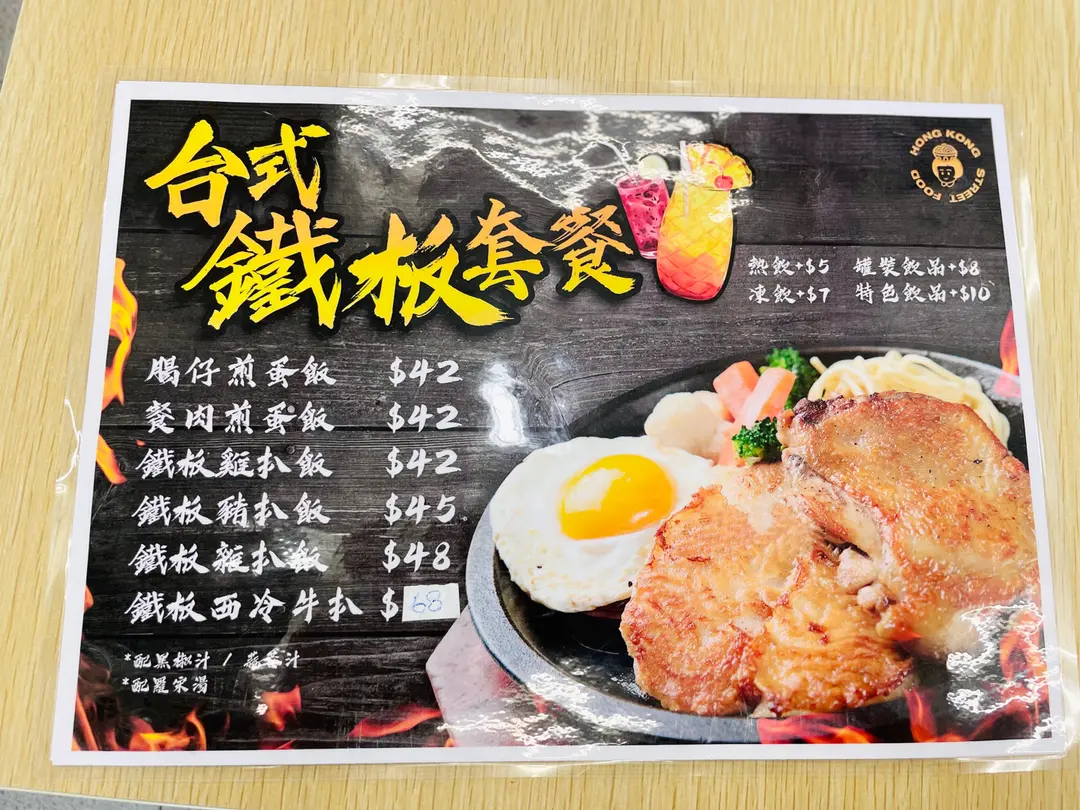 台式
鐵板套餐
HONG KONG STREET FOOD
熱飲+$5 罐裝飲品+$8
凍飲+$7 特色飲品+$10
腸仔煎蛋飯 $42
餐肉煎蛋飯 $42
鐵板雞扒飯 $42
鐵板豬扒飯 $45
鐵板雜扒飯 $48
鐵板西冷牛扒 $68
*配黑椒汁 / 汁
*配羅宋湯